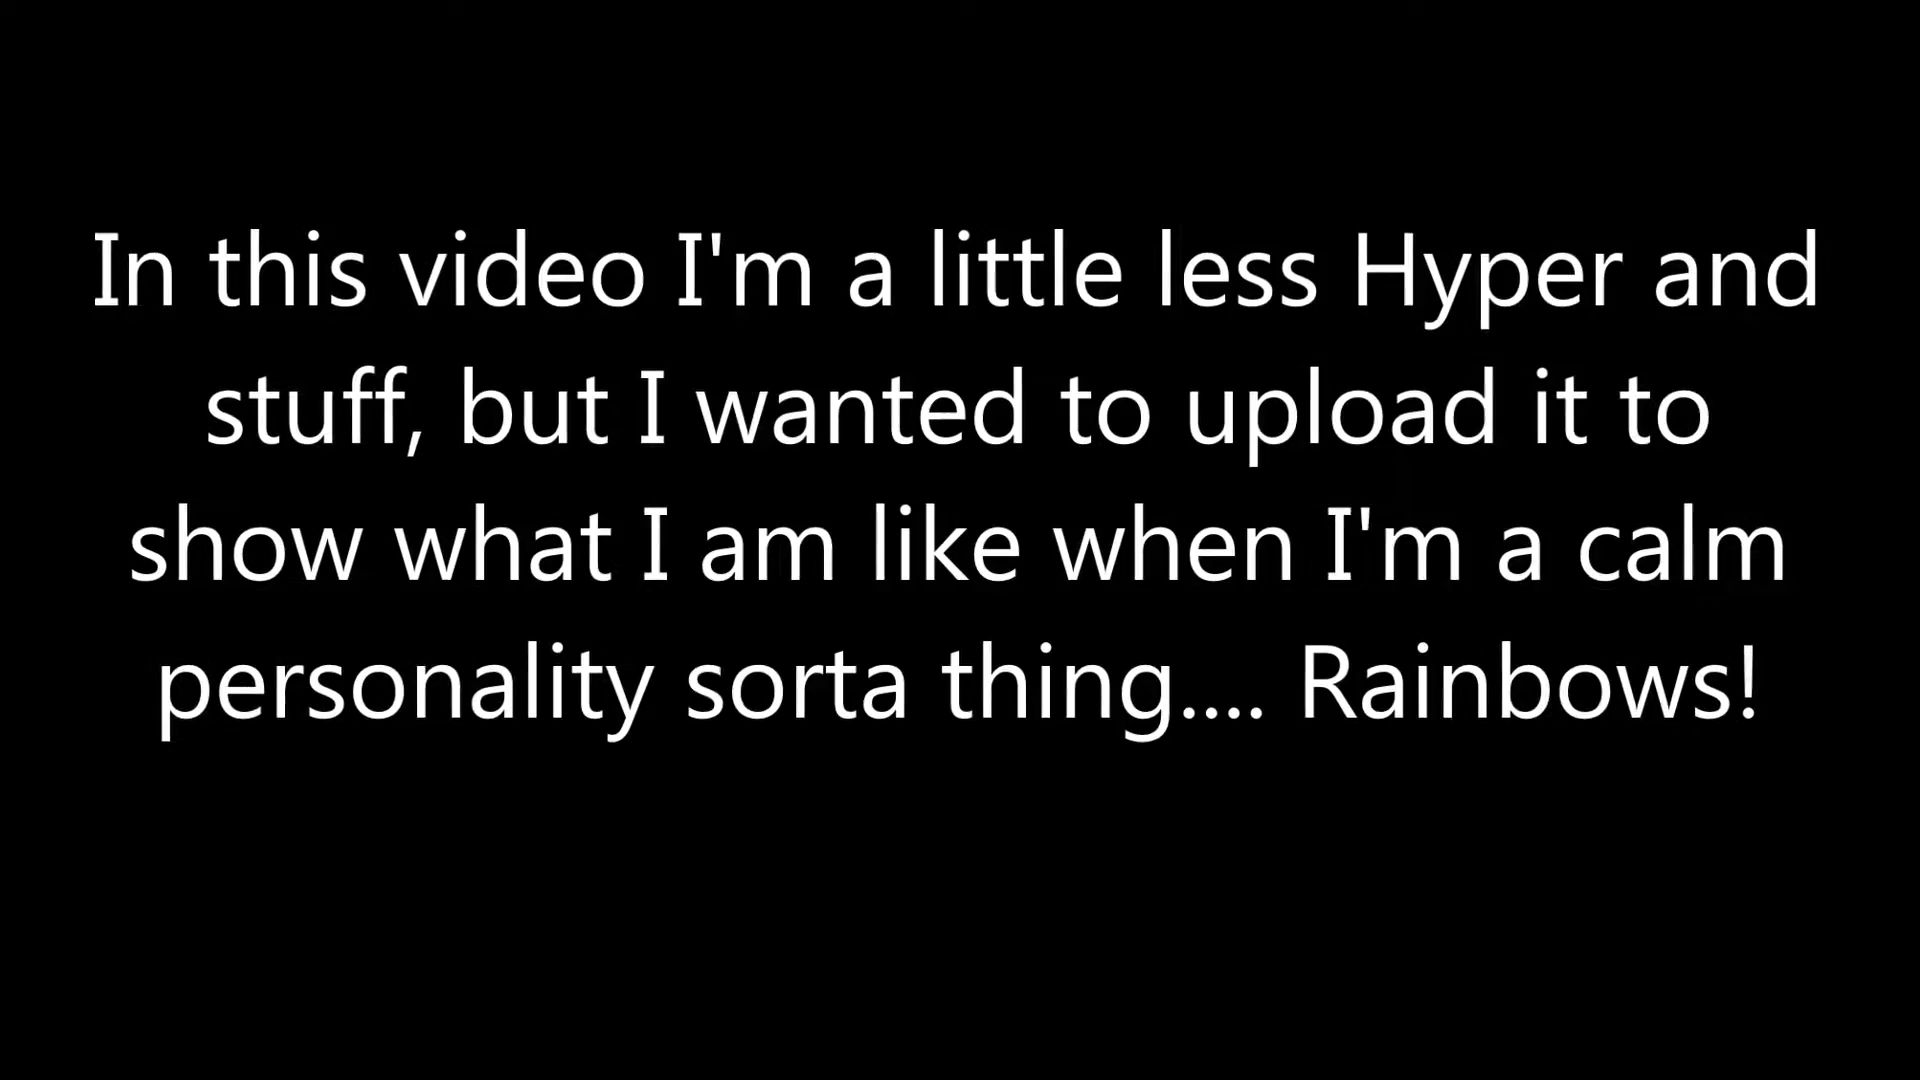 In this video I'm a little less Hyper and
stuff, but I wanted to upload it to
show what I am like when I'm a calm
personality sorta thing.... Rainbows!